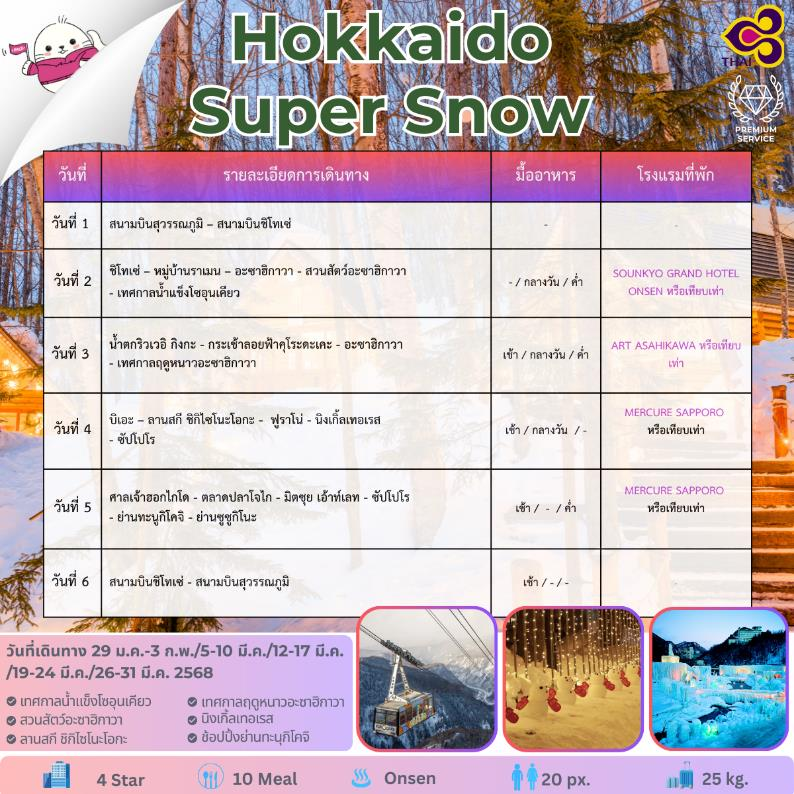 Hokkaido
Super Snow
THAI
PREMIUM
SERVICE
วันที่ รายละเอียดการเดินทาง มื้ออาหาร โรงแรมที่พัก
วันที่ 1 สนามบินสุวรรณภูมิ – สนามบินชิโทเซ่ - -
วันที่ 2 ชิโทเซ่ – หมู่บ้านราเมน – อะซาฮิกาวา - สวนสัตว์อะซาฮิกาวา - / กลางวัน / ค่ำ SOUNKYO GRAND HOTEL
- เทศกาลน้ำแข็งโซอุนเคียว ONSEN หรือเทียบเท่า
วันที่ 3 น้ำตกริวเวอิ กิงกะ - กระเช้าลอยฟ้าคุโระดะเคะ - อะซาฮิกาวา เช้า / กลางวัน / ค่ำ ART ASAHIKAWA หรือเทียบ
- เทศกาลฤดูหนาวอะซาฮิกาวา เท่า
วันที่ 4 บิเอะ – ลานสกี ชิกิไซโนะโอกะ - ฟูราโน่ - นิงเกิ้ลเทอเรส เช้า / กลางวัน / - MERCURE SAPPORO
- ซัปโปโร หรือเทียบเท่า
วันที่ 5 ศาลเจ้าฮอกไกโด - ตลาดปลาโจไก - มิตซุย เอ้าท์เลท - ซัปโปโร เช้า / - / ค่ำ MERCURE SAPPORO
- ย่านทะนุกิโคจิ - ย่านซูซูกิโนะ หรือเทียบเท่า
วันที่ 6 สนามบินชิโทเซ่ - สนามบินสุวรรณภูมิ เช้า / - / - -
วันที่เดินทาง 29 ม.ค.-3 ก.พ./5-10 มี.ค./12-17 มี.ค.
/19-24 มี.ค./26-31 มี.ค. 2568
เทศกาลน้ำแข็งโซอุนเคียว เทศกาลฤดูหนาวอะซาฮิกาวา
สวนสัตว์อะซาฮิกาวา นิงเกิ้ลเทอเรส
ลานสกี ชิกิไซโนะโอกะ ช้อปปิ้งย่านทะนุกิโคจิ
4 Star 10 Meal Onsen 20 px. 25 kg.